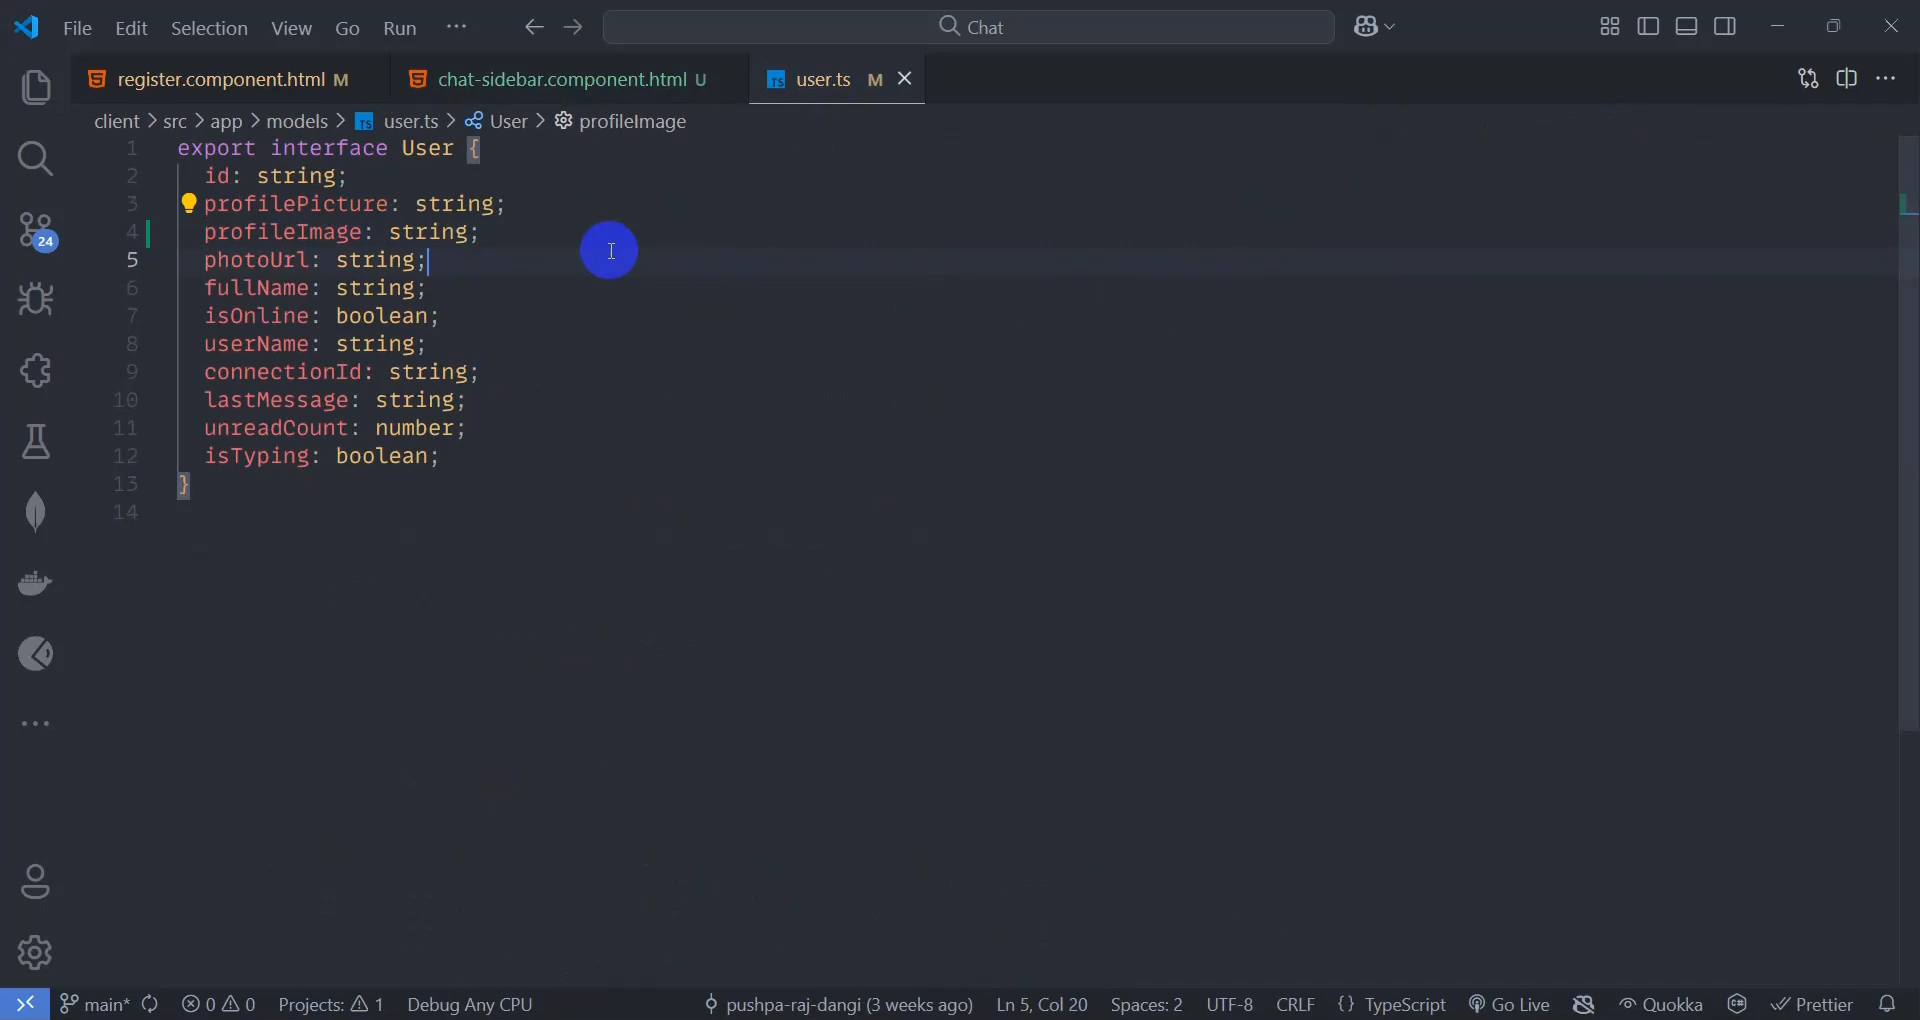 File Edit Selection View Go Run ··· Chat
register.component.html M chat-sidebar.component.html U TS user.ts M
client > src > app > models > TS user.ts > User > profileImage
1 export interface User {
2 id: string;
3 profilePicture: string;
4 profileImage: string;
5 photoUrl: string;
6 fullName: string;
7 isOnline: boolean;
8 userName: string;
9 connectionId: string;
10 lastMessage: string;
11 unreadCount: number;
12 isTyping: boolean;
13 }
14
24
main* 0 0 Projects: 1 Debug Any CPU pushpa-raj-dangi (3 weeks ago) Ln 5, Col 20 Spaces: 2 UTF-8 CRLF {} TypeScript Go Live Quokka Prettier